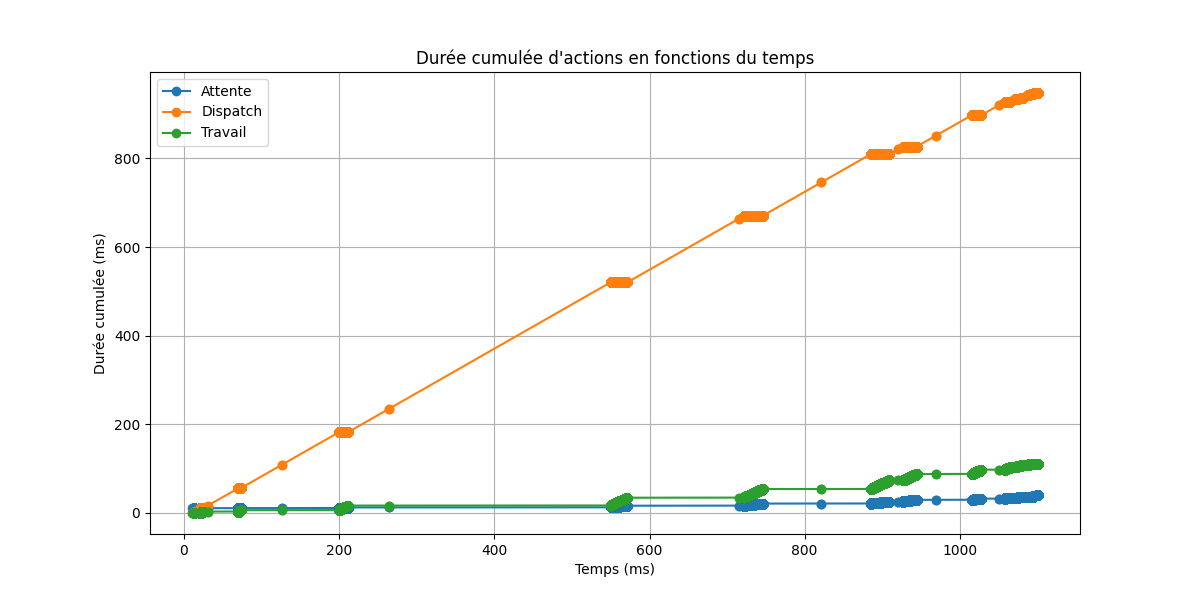 Durée cumulée d'actions en fonctions du temps
Attente
Dispatch
Travail
Durée cumulée (ms)
800
600
400
200
0
0 200 400 600 800 1000
Temps (ms)